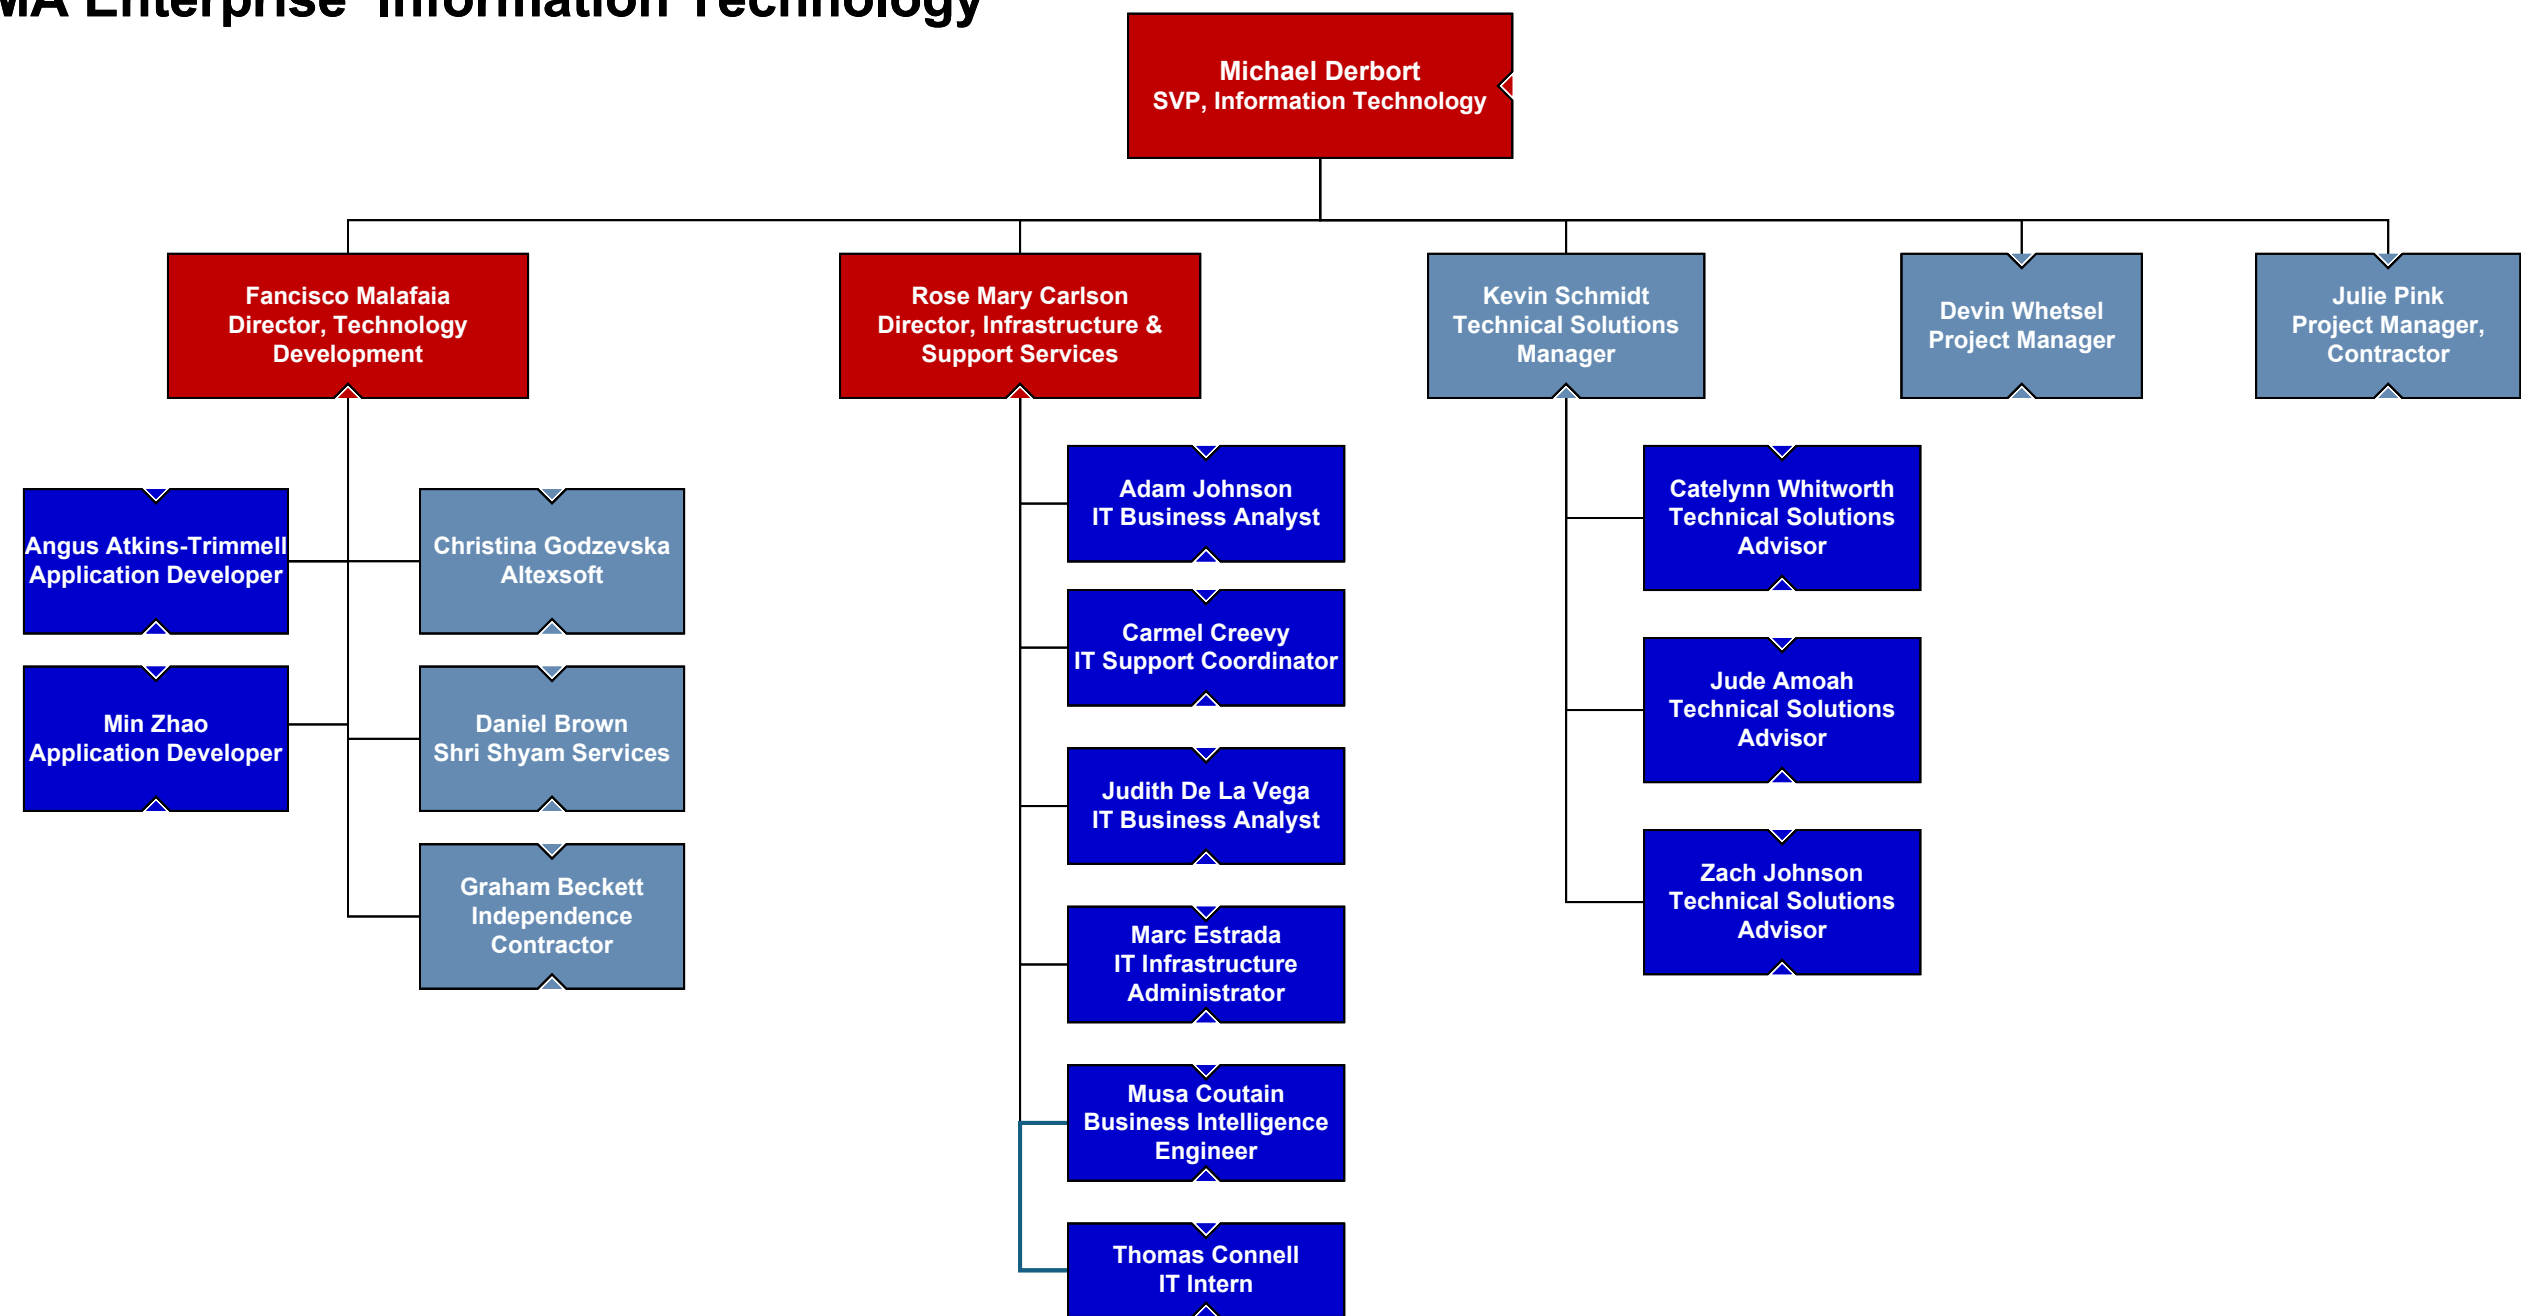 MA Enterprise Information Technology
Michael Derbort
SVP, Information Technology
Fancisco Malafaia
Director, Technology
Development
Rose Mary Carlson
Director, Infrastructure &
Support Services
Kevin Schmidt
Technical Solutions
Manager
Devin Whetsel
Project Manager
Julie Pink
Project Manager,
Contractor
Angus Atkins-Trimmell
Application Developer
Min Zhao
Application Developer
Christina Godzevska
Altexsoft
Daniel Brown
Shri Shyam Services
Graham Beckett
Independence
Contractor
Adam Johnson
IT Business Analyst
Carmel Creevy
IT Support Coordinator
Judith De La Vega
IT Business Analyst
Marc Estrada
IT Infrastructure
Administrator
Musa Coutain
Business Intelligence
Engineer
Thomas Connell
IT Intern
Catelynn Whitworth
Technical Solutions
Advisor
Jude Amoah
Technical Solutions
Advisor
Zach Johnson
Technical Solutions
Advisor